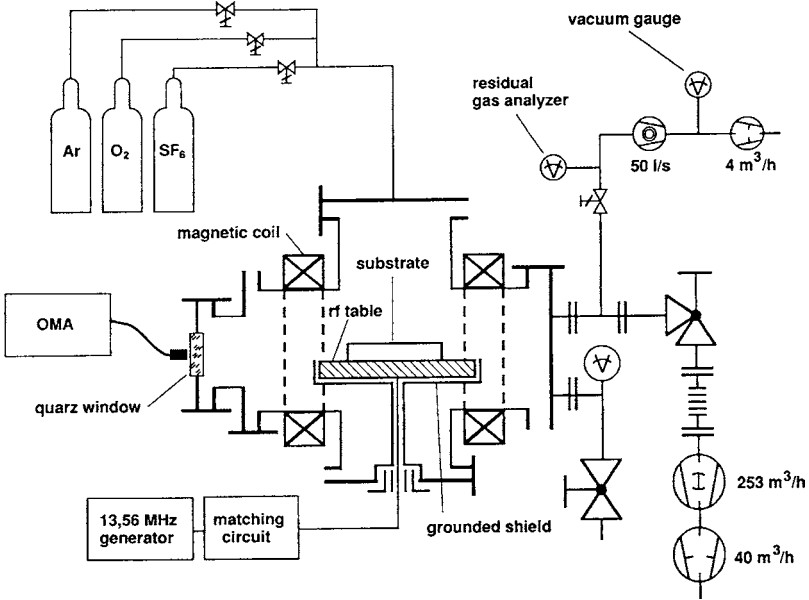 vacuum gauge
residual
gas analyzer
Ar
O₂
SF₆
50 l/s
4 m³/h
magnetic coil
substrate
OMA
rf table
quarz window
253 m³/h
13,56 MHz
generator
matching
circuit
grounded shield
40 m³/h